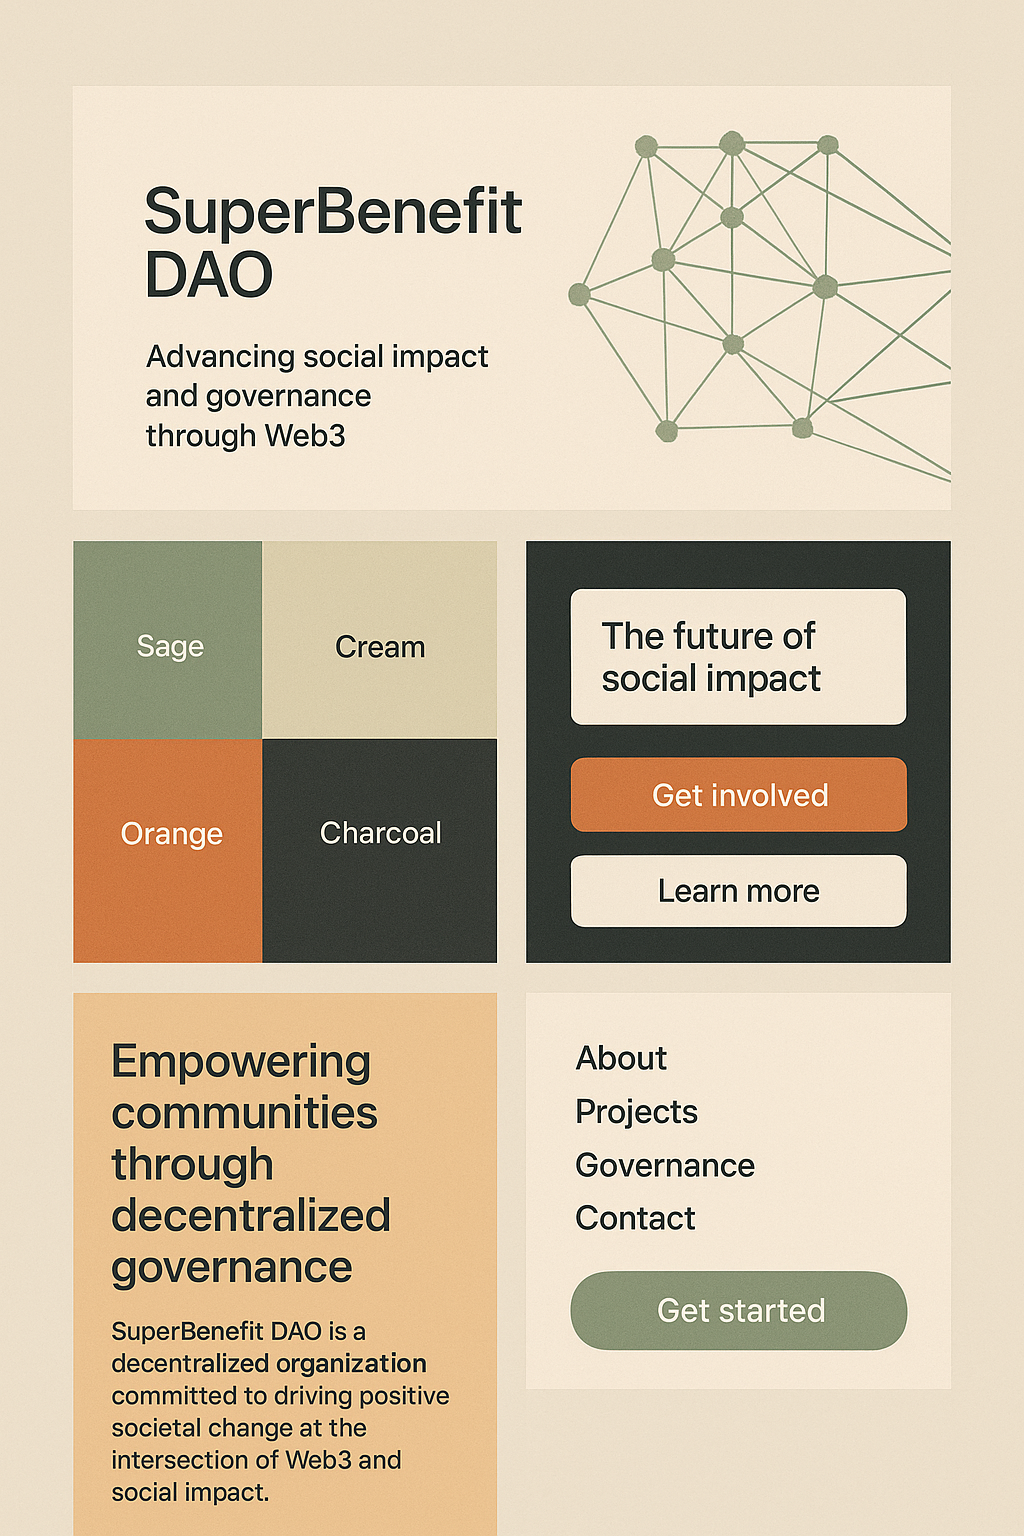 SuperBenefit
DAO
Advancing social impact
and governance
through Web3
Sage
Cream
Orange
Charcoal
The future of
social impact
Get involved
Learn more
Empowering
communities
through
decentralized
governance
SuperBenefit DAO is a
decentralized organization
committed to driving positive
societal change at the
intersection of Web3 and
social impact.
About
Projects
Governance
Contact
Get started